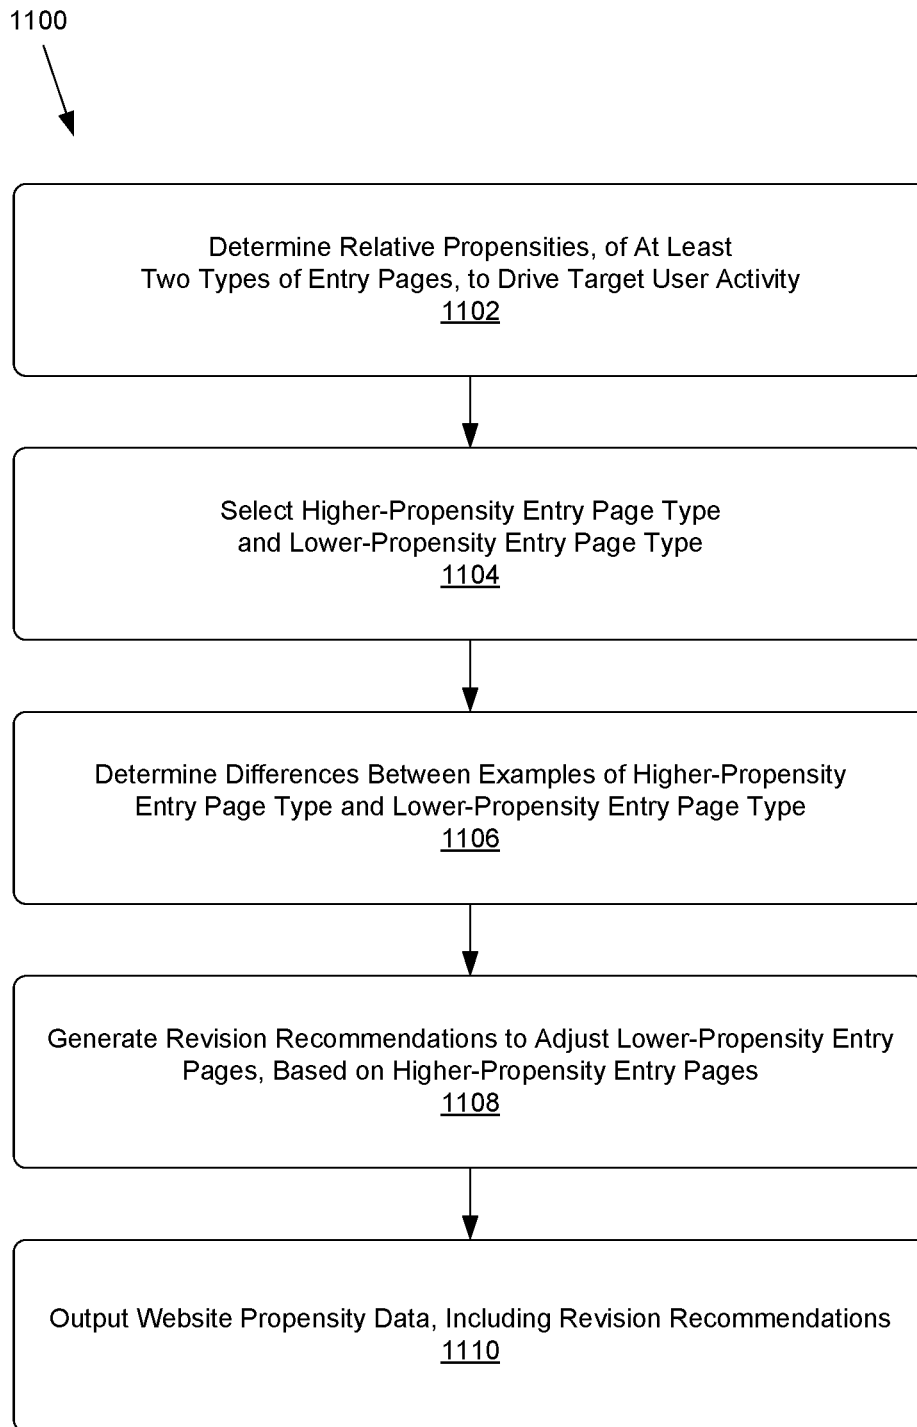 1100
Determine Relative Propensities, of At Least
Two Types of Entry Pages, to Drive Target User Activity
1102
Select Higher-Propensity Entry Page Type
and Lower-Propensity Entry Page Type
1104
Determine Differences Between Examples of Higher-Propensity
Entry Page Type and Lower-Propensity Entry Page Type
1106
Generate Revision Recommendations to Adjust Lower-Propensity Entry
Pages, Based on Higher-Propensity Entry Pages
1108
Output Website Propensity Data, Including Revision Recommendations
1110